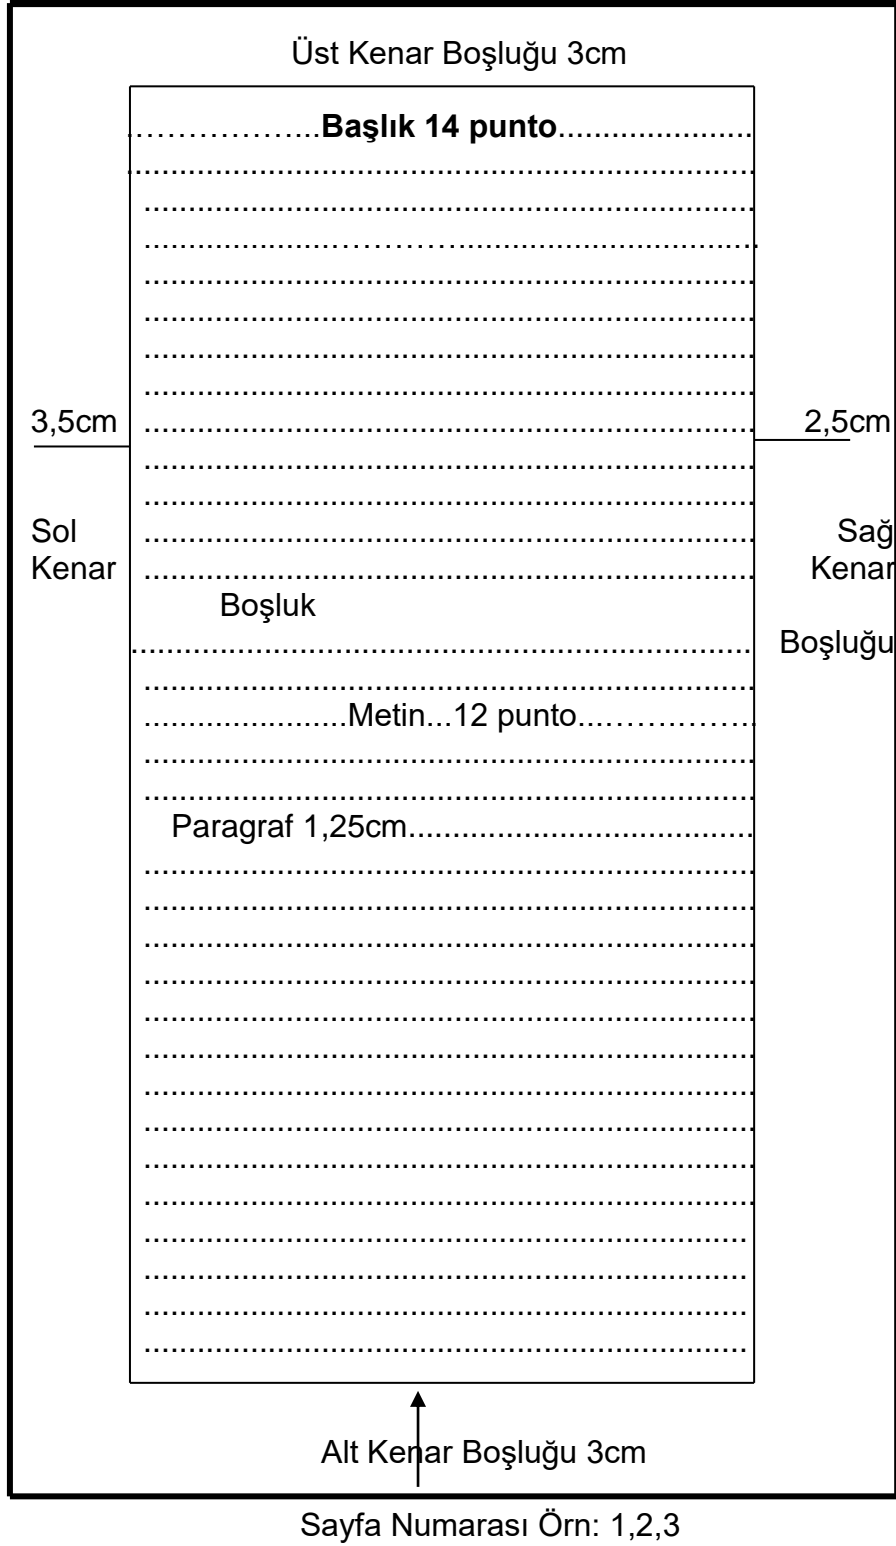 Üst Kenar Boşluğu 3cm
…………………Başlık 14 punto......................
......................................................................
.....................................................................
.....................…………….................................
.....................................................................
.....................................................................
.....................................................................
.....................................................................
3,5cm ..................................................................... 2,5cm
.....................................................................
.....................................................................
Sol ..................................................................... Sağ
Kenar ..................................................................... Kenar
Boşluk
...................................................................... Boşluğu
.....................................................................
.......................Metin...12 punto...……………..
.....................................................................
.....................................................................
Paragraf 1,25cm.......................................
.....................................................................
.....................................................................
.....................................................................
.....................................................................
.....................................................................
.....................................................................
.....................................................................
.....................................................................
.....................................................................
.....................................................................
....................................................................
....................................................................
....................................................................
....................................................................
Alt Kenar Boşluğu 3cm
Sayfa Numarası Örn: 1,2,3